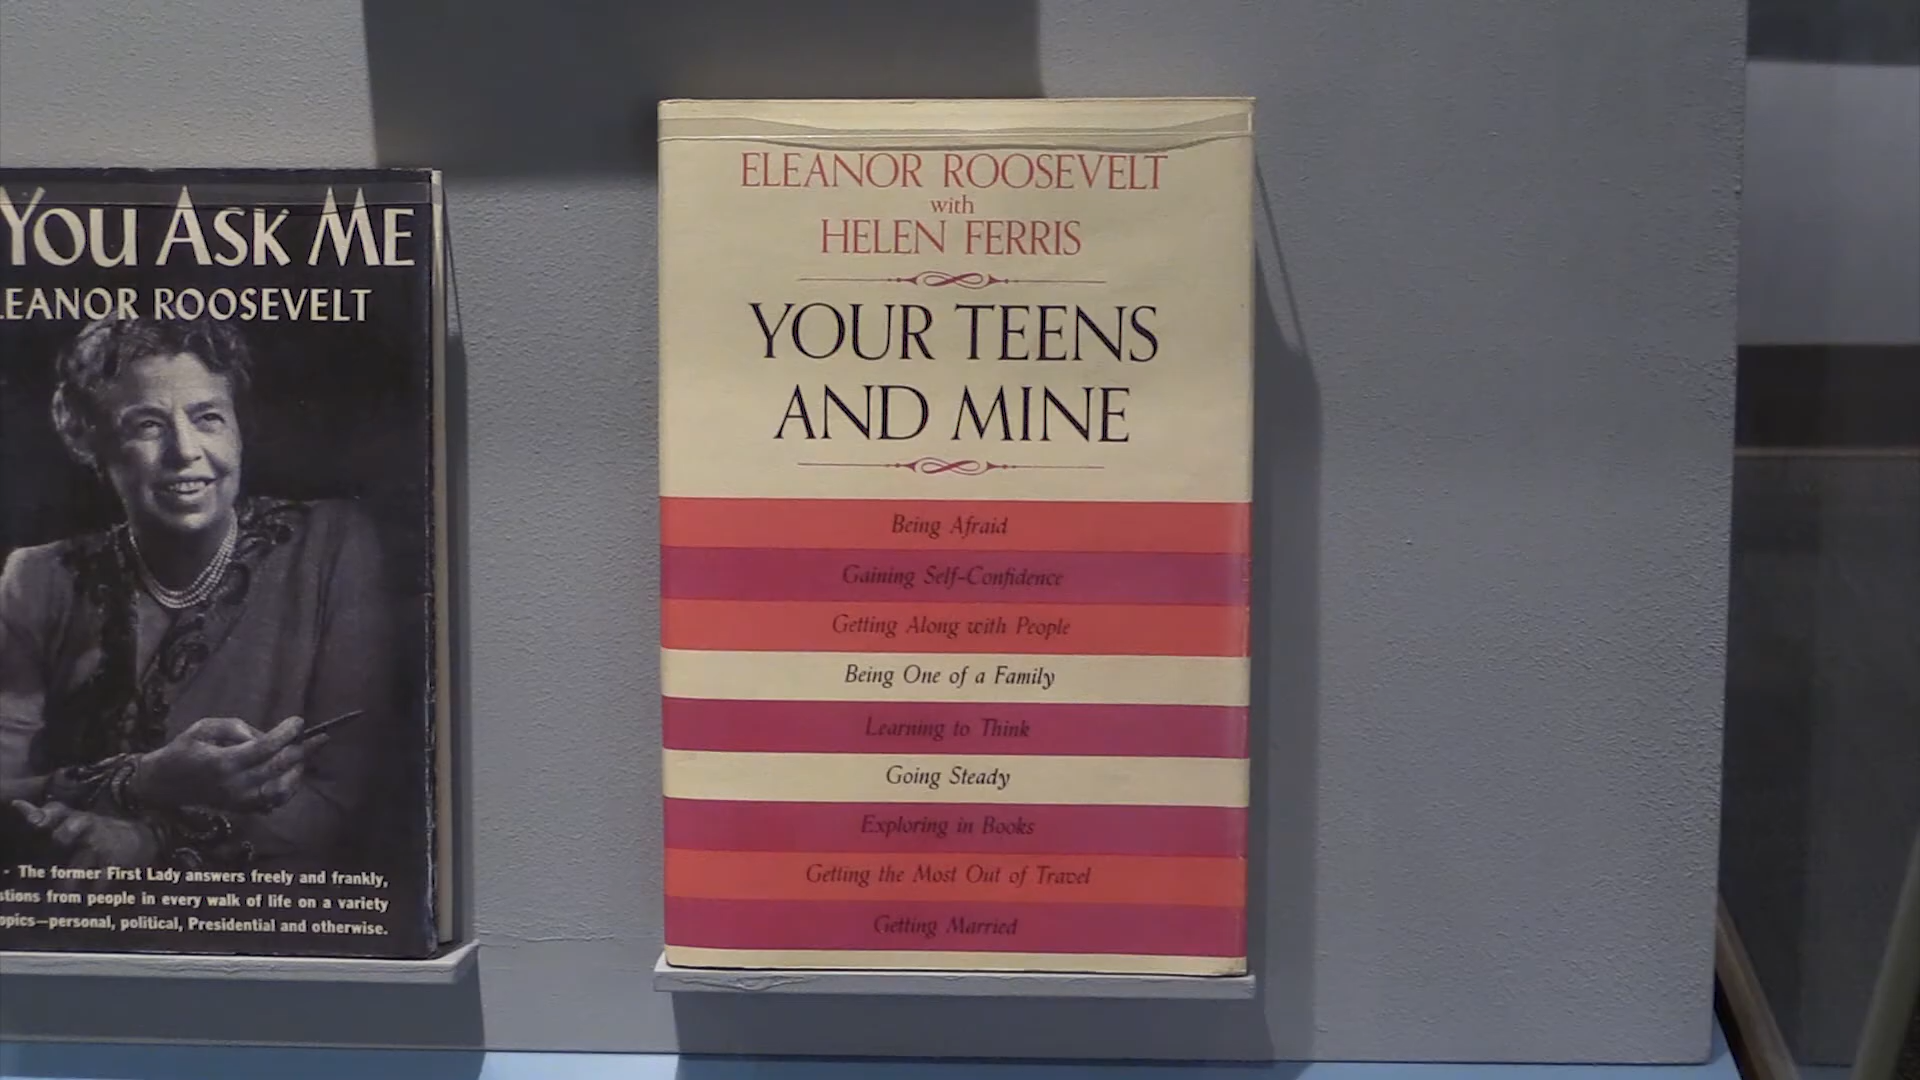 YOU ASK ME
EANOR ROOSEVELT
- The former First Lady answers freely and frankly,
from people in every walk of life on a variety
personal, political, Presidential and otherwise.
ELEANOR ROOSEVELT
with
HELEN FERRIS
YOUR TEENS
AND MINE
Being Afraid
Gaining Self-Confidence
Getting Along with People
Being One of a Family
Learning to Think
Going Steady
Exploring in Books
Getting the Most Out of Travel
Getting Married